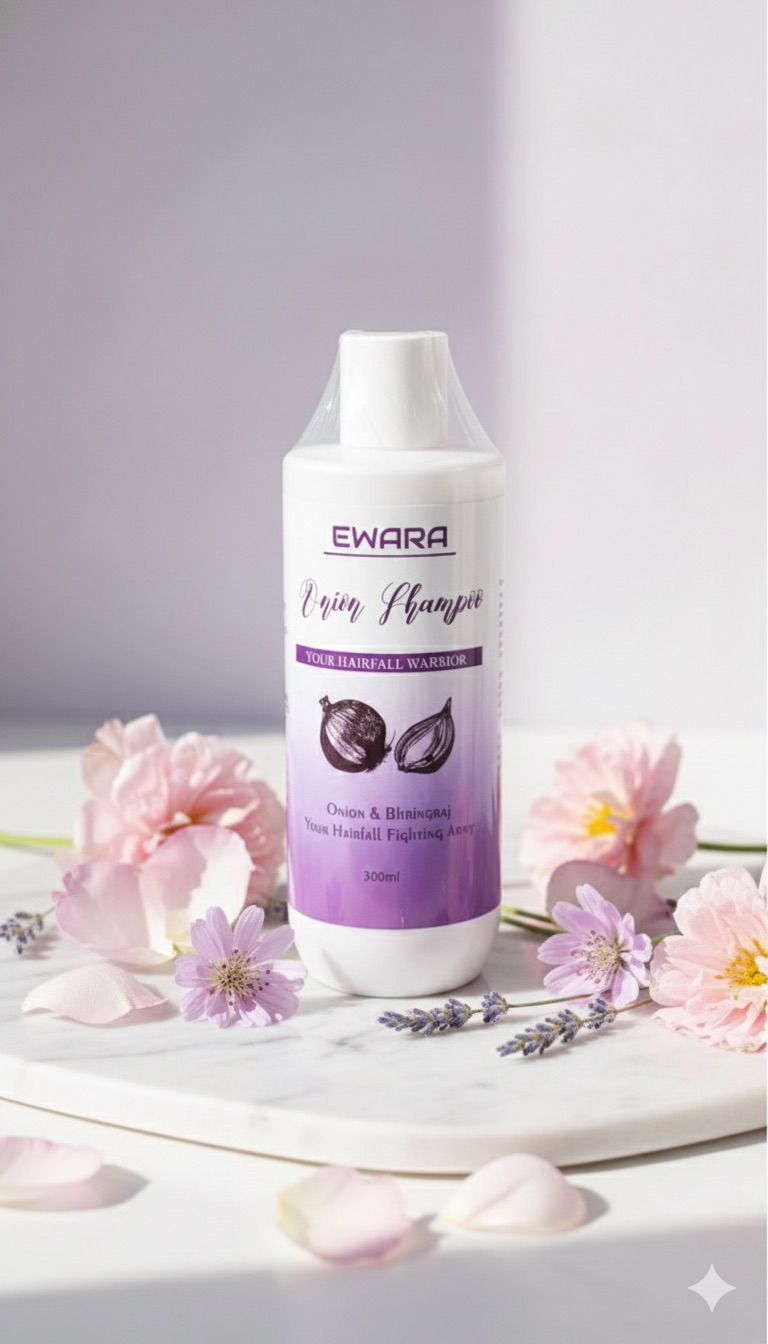 EWARA
Onion Shampoo
YOUR HAIRFALL WARRIOR
Onion & Bhringraj
Your Hairfall Fighting Army
300ml